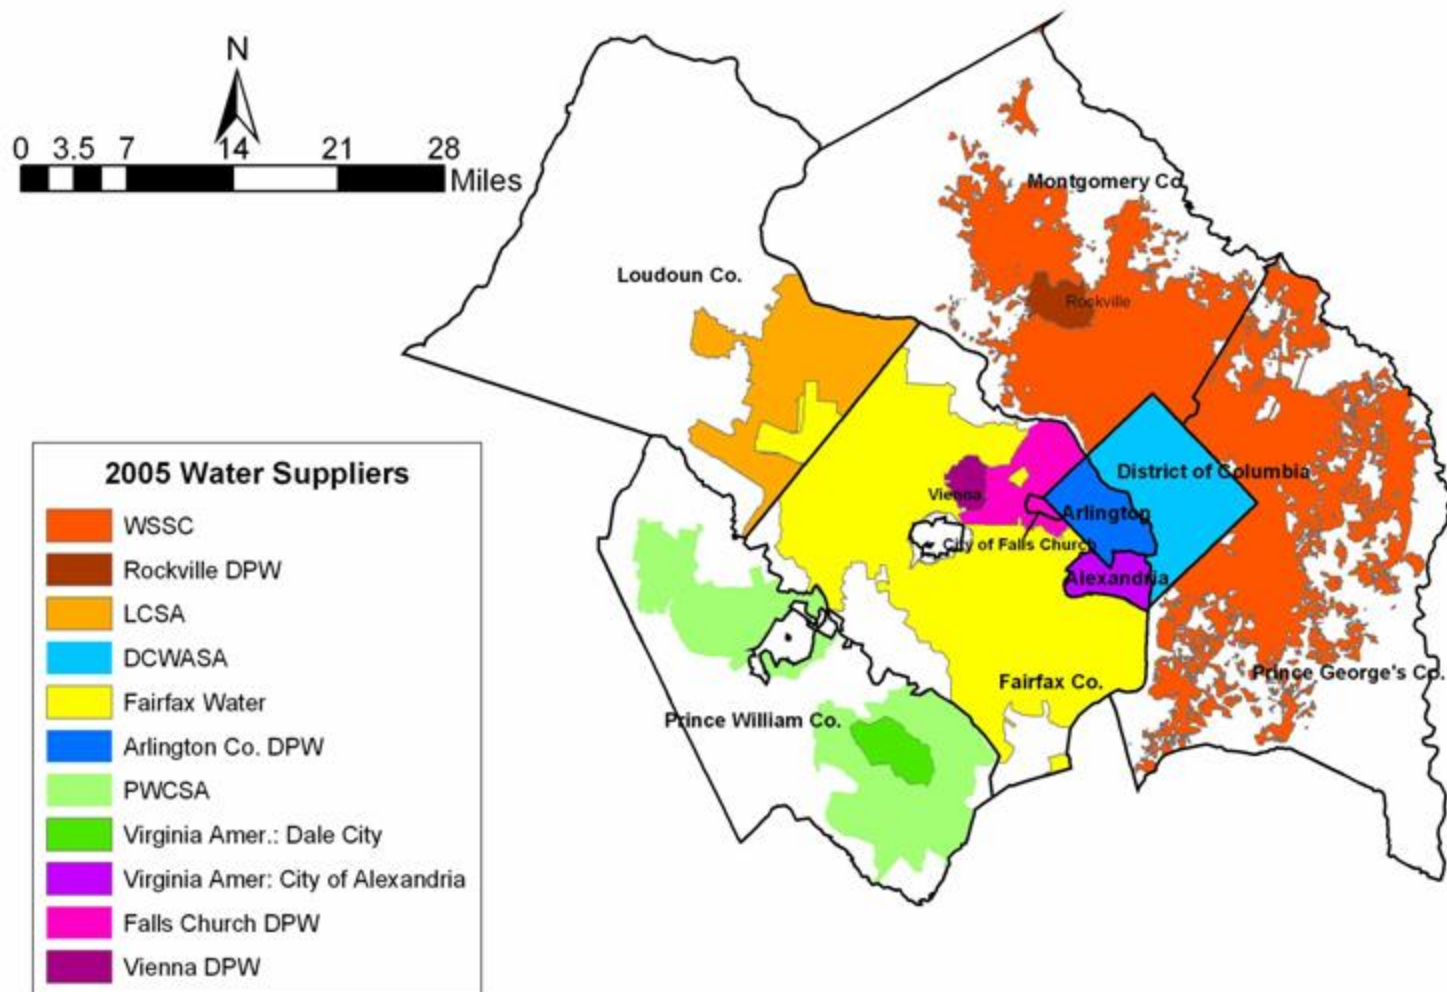 N
0 3.5 7 14 21 28
Miles
Montgomery Co.
Loudoun Co.
Rockville
District of Columbia
Vienna
Arlington
City of Falls Church
Alexandria
Fairfax Co.
Prince George's Co.
Prince William Co.
2005 Water Suppliers
WSSC
Rockville DPW
LCSA
DCWASA
Fairfax Water
Arlington Co. DPW
PWCSA
Virginia Amer.: Dale City
Virginia Amer: City of Alexandria
Falls Church DPW
Vienna DPW